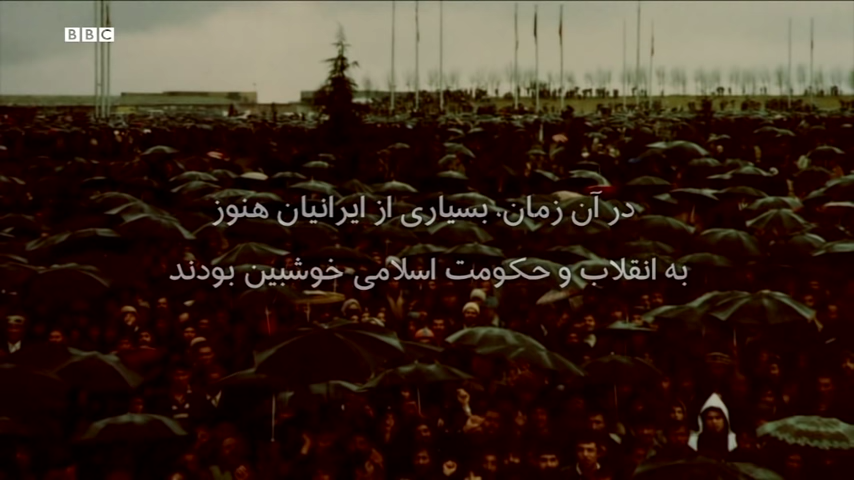 BBC
در آن زمان، بسیاری از ایرانیان هنوز
به انقلاب و حکومت اسلامی خوشبین بودند